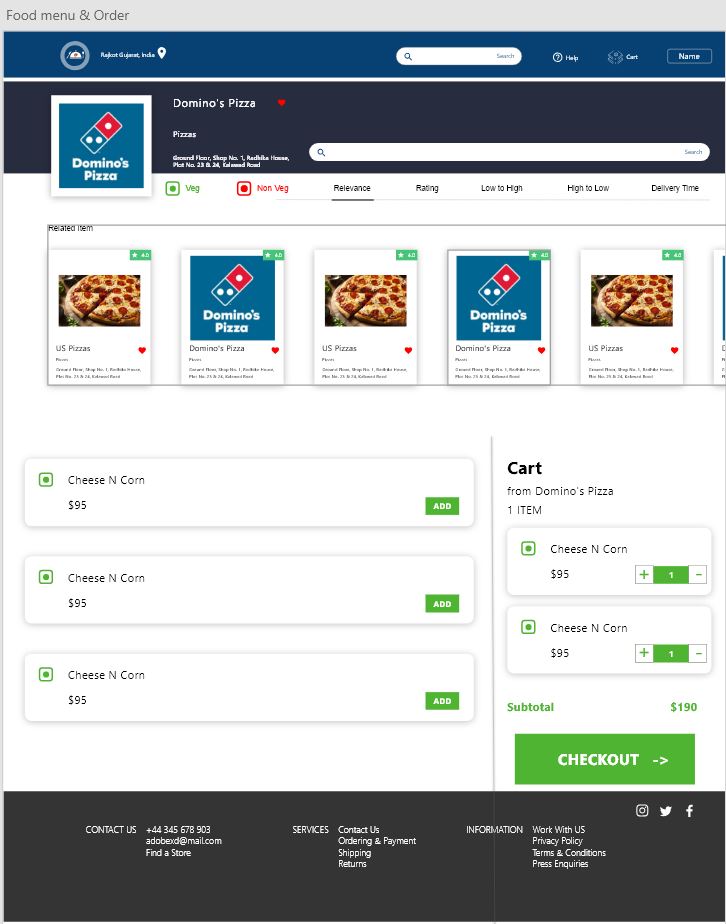 Food menu & Order
Rajkot Gujarat, India
Search
Help
Cart
Name
Domino's Pizza
Pizzas
Ground Floor, Shop No. 1, Radhika House,
Plot No. 23 & 24, Kalawad Road
Search
Domino's
Pizza
Veg
Non Veg
Relevance
Rating
Low to High
High to Low
Delivery Time
Related Item
4.0
US Pizzas
Pizzas
Ground Floor, Shop No. 1, Radhika House,
Plot No. 23 & 24, Kalawad Road
4.0
Domino's
Pizza
Domino's Pizza
Pizzas
Ground Floor, Shop No. 1, Radhika House,
Plot No. 23 & 24, Kalawad Road
4.0
US Pizzas
Pizzas
Ground Floor, Shop No. 1, Radhika House,
Plot No. 23 & 24, Kalawad Road
4.0
Domino's
Pizza
Domino's Pizza
Pizzas
Ground Floor, Shop No. 1, Radhika House,
Plot No. 23 & 24, Kalawad Road
4.0
US Pizzas
Pizzas
Ground Floor, Shop No. 1, Radhika House,
Plot No. 23 & 24, Kalawad Road
Cheese N Corn
$95
ADD
Cheese N Corn
$95
ADD
Cheese N Corn
$95
ADD
Cart
from Domino's Pizza
1 ITEM
Cheese N Corn
$95
+ 1 -
Cheese N Corn
$95
+ 1 -
Subtotal $190
CHECKOUT ->
CONTACT US
+44 345 678 903
adobexd@mail.com
Find a Store
SERVICES
Contact Us
Ordering & Payment
Shipping
Returns
INFORMATION
Work With US
Privacy Policy
Terms & Conditions
Press Enquiries